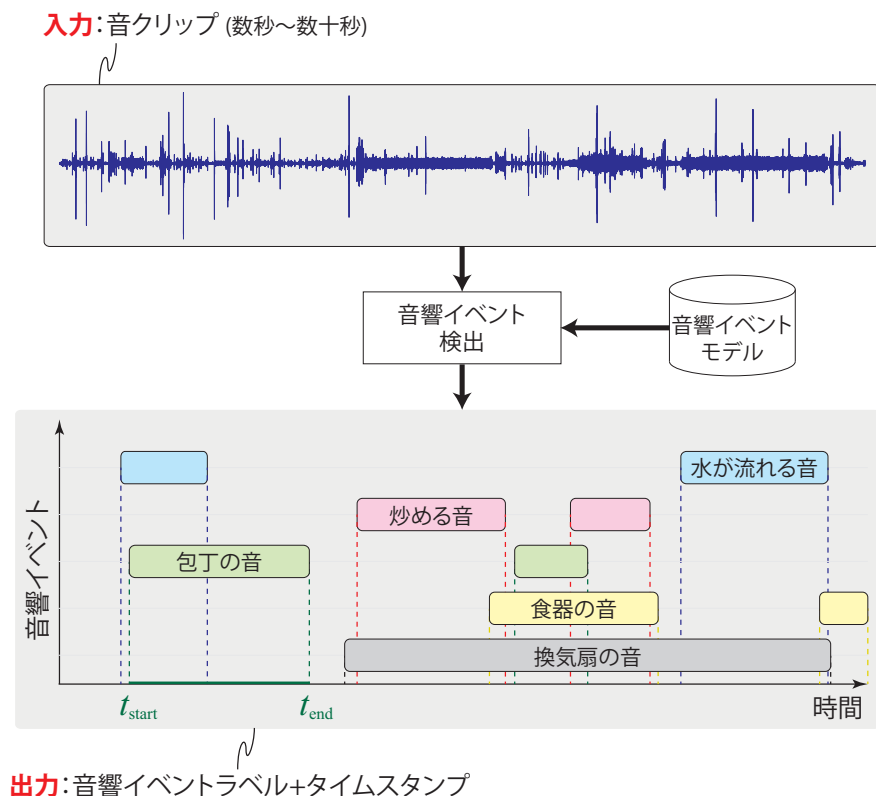 入力：音クリップ (数秒〜数十秒)
音響イベント
検出
音響イベント
モデル
音響イベント
水が流れる音
炒める音
包丁の音
食器の音
換気扇の音
tstart
tend
時間
出力：音響イベントラベル+タイムスタンプ